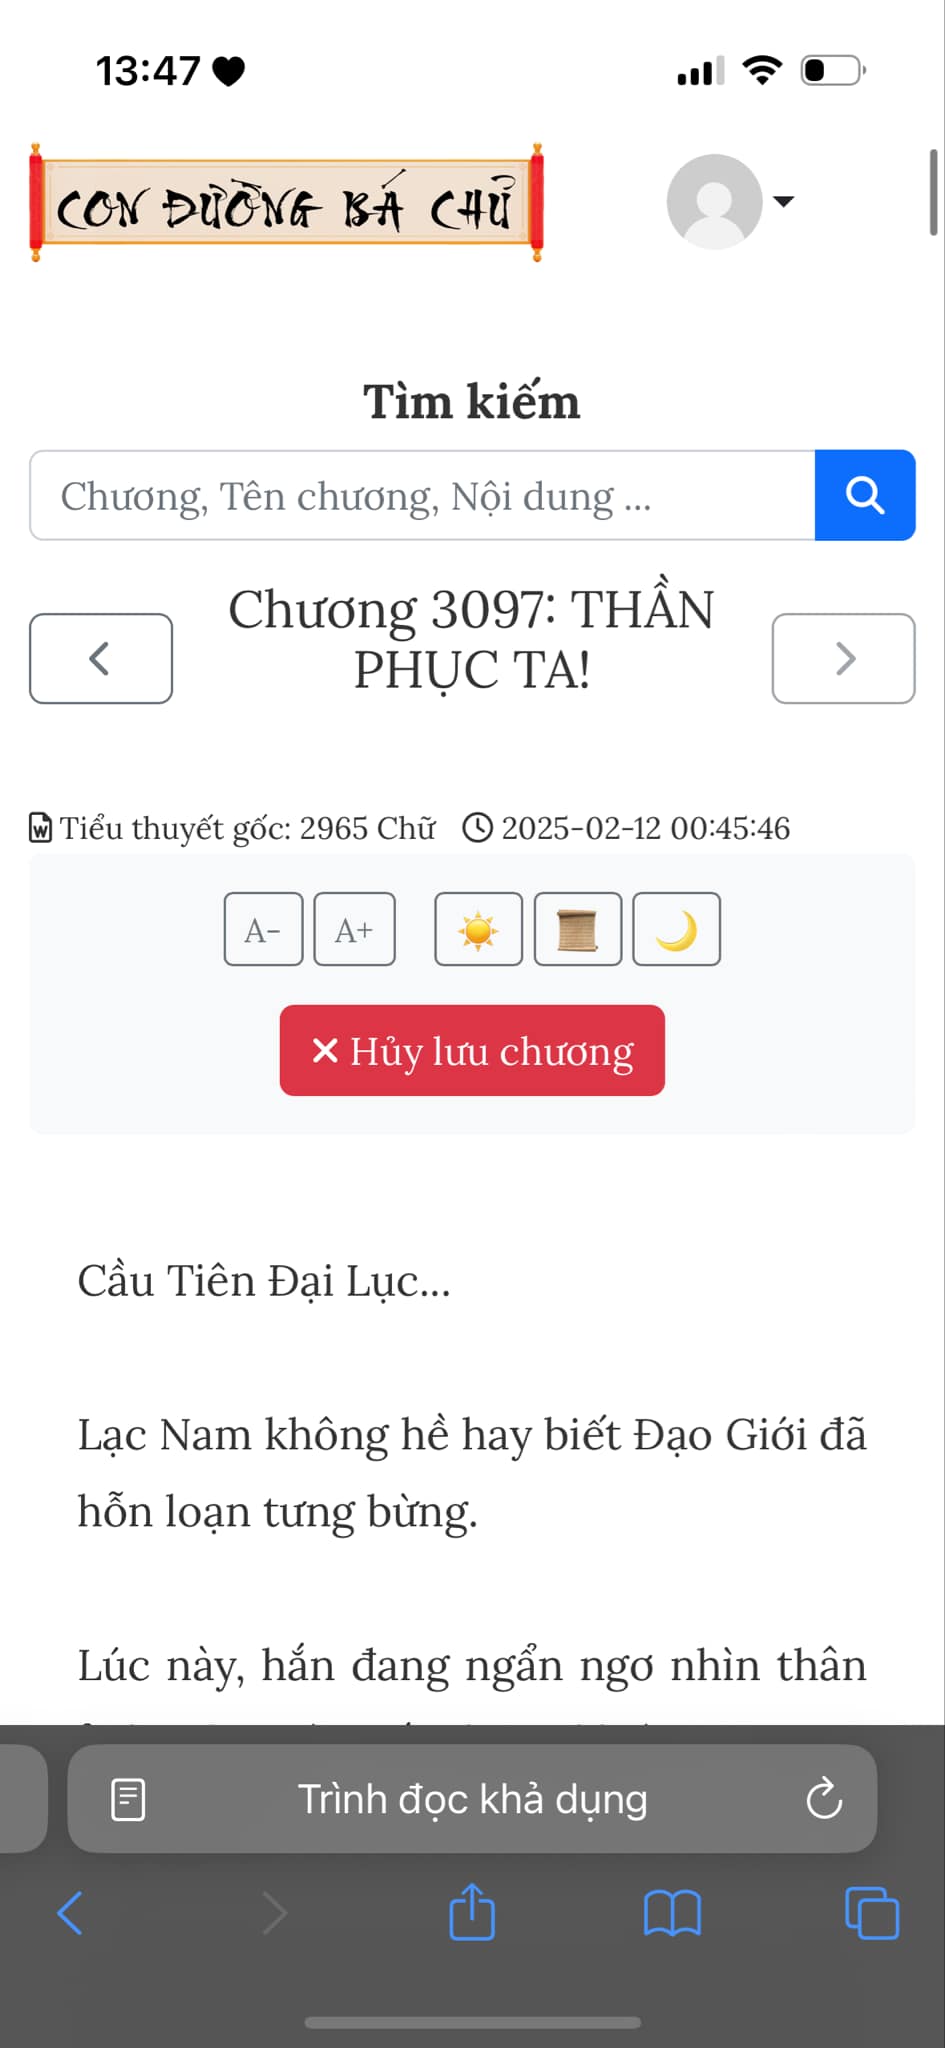 13:47
CON ĐƯỜNG BÁ CHỦ
Tìm kiếm
Chương, Tên chương, Nội dung ...
Chương 3097: THẦN
PHỤC TA!
Tiểu thuyết gốc: 2965 Chữ 2025-02-12 00:45:46
A- A+
Hủy lưu chương
Cầu Tiên Đại Lục...
Lạc Nam không hề hay biết Đạo Giới đã
hỗn loạn tưng bừng.
Lúc này, hắn đang ngẩn ngơ nhìn thân
Trình đọc khả dụng